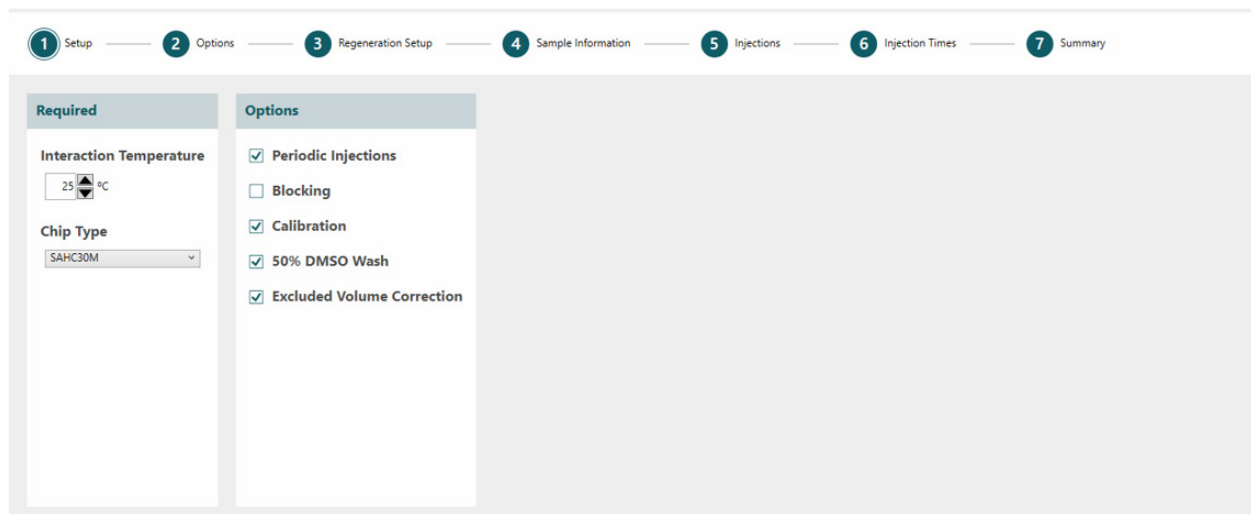 1 Setup 2 Options 3 Regeneration Setup 4 Sample Information 5 Injections 6 Injection Times 7 Summary
Required
Interaction Temperature
25 ºC
Chip Type
SAHC30M
Options
Periodic Injections
Blocking
Calibration
50% DMSO Wash
Excluded Volume Correction